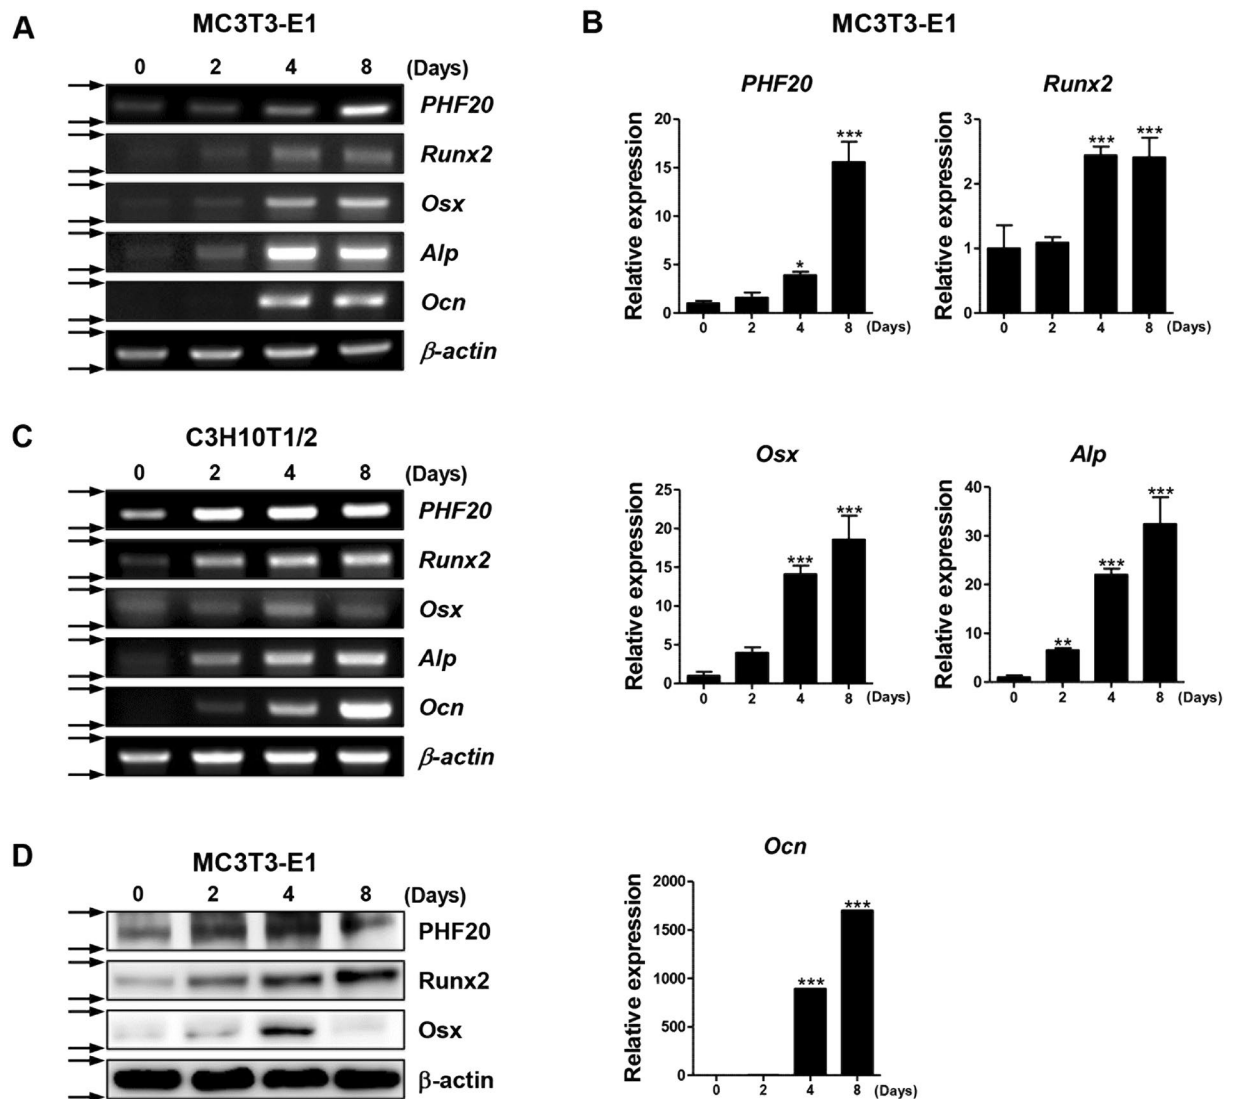 A
MC3T3-E1
0 2 4 8 (Days)
PHF20
Runx2
Osx
Alp
Ocn
β-actin
B
MC3T3-E1
PHF20
Relative expression
20
15
10
5
0
*
***
0 2 4 8 (Days)
Runx2
Relative expression
3
2
1
0
***
***
0 2 4 8 (Days)
Osx
Relative expression
25
20
15
10
5
0
***
***
0 2 4 8 (Days)
Alp
Relative expression
40
30
20
10
0
**
***
***
0 2 4 8 (Days)
Ocn
Relative expression
2000
1500
1000
500
0
***
***
0 2 4 8 (Days)
C
C3H10T1/2
0 2 4 8 (Days)
PHF20
Runx2
Osx
Alp
Ocn
β-actin
D
MC3T3-E1
0 2 4 8 (Days)
PHF20
Runx2
Osx
β-actin